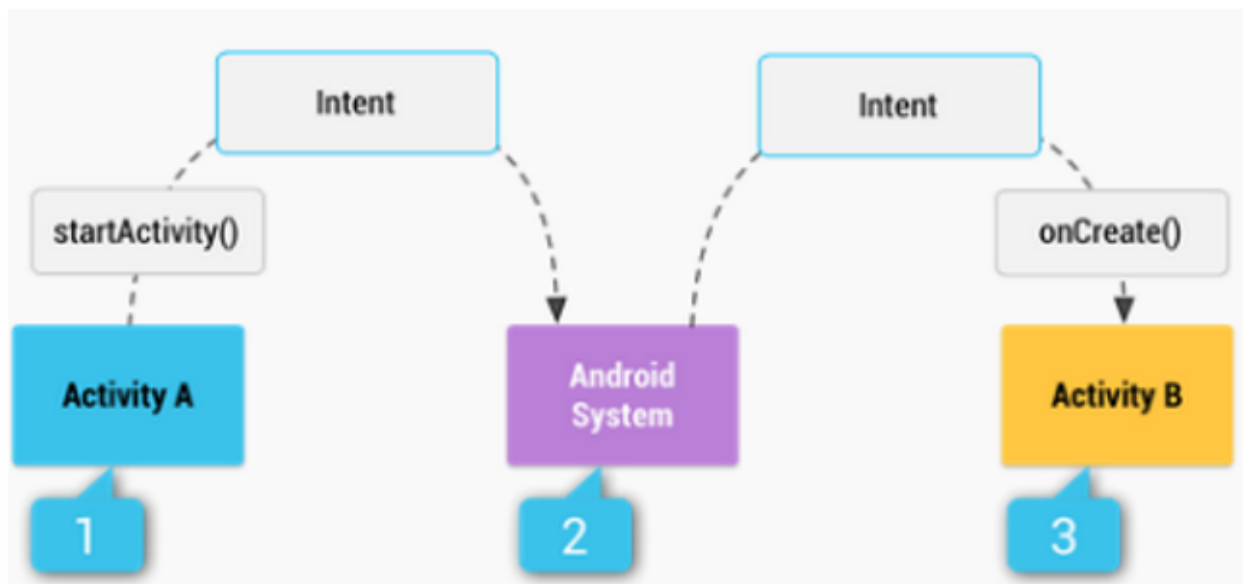 Intent
Intent
startActivity()
onCreate()
Activity A
Android
System
Activity B
1
2
3